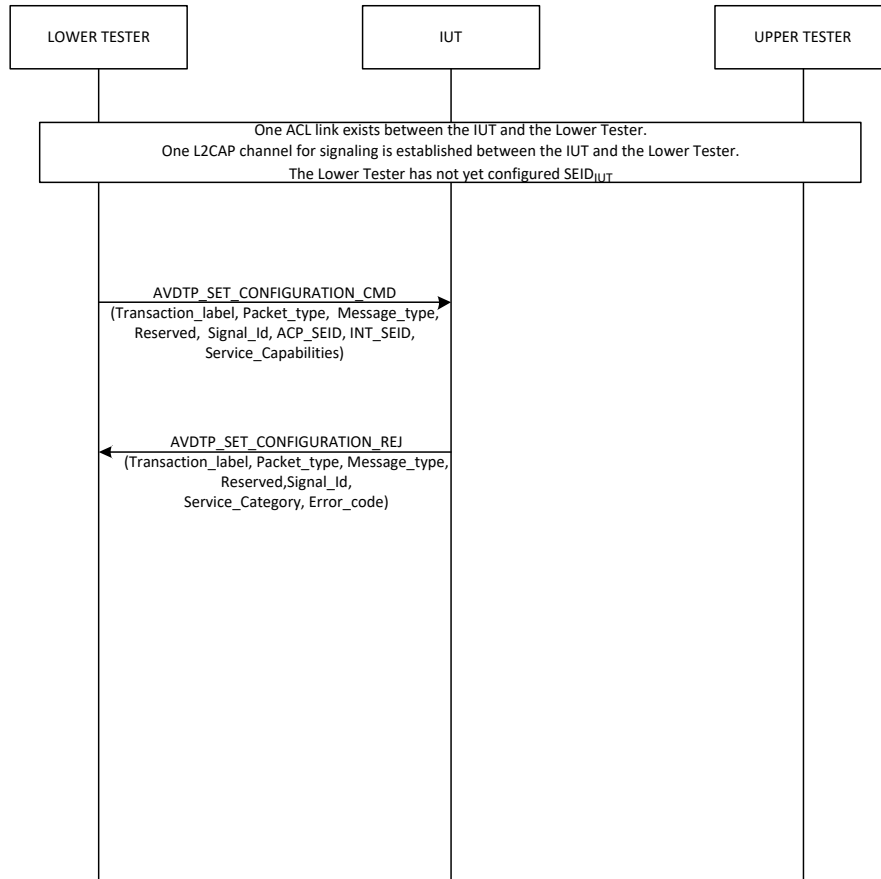 LOWER TESTER
IUT
UPPER TESTER
One ACL link exists between the IUT and the Lower Tester.
One L2CAP channel for signaling is established between the IUT and the Lower Tester.
The Lower Tester has not yet configured SEIDIUT
AVDTP_SET_CONFIGURATION_CMD
(Transaction_label, Packet_type,  Message_type,
Reserved,  Signal_Id, ACP_SEID, INT_SEID,
Service_Capabilities)
AVDTP_SET_CONFIGURATION_REJ
(Transaction_label, Packet_type, Message_type,
Reserved,Signal_Id,
Service_Category, Error_code)